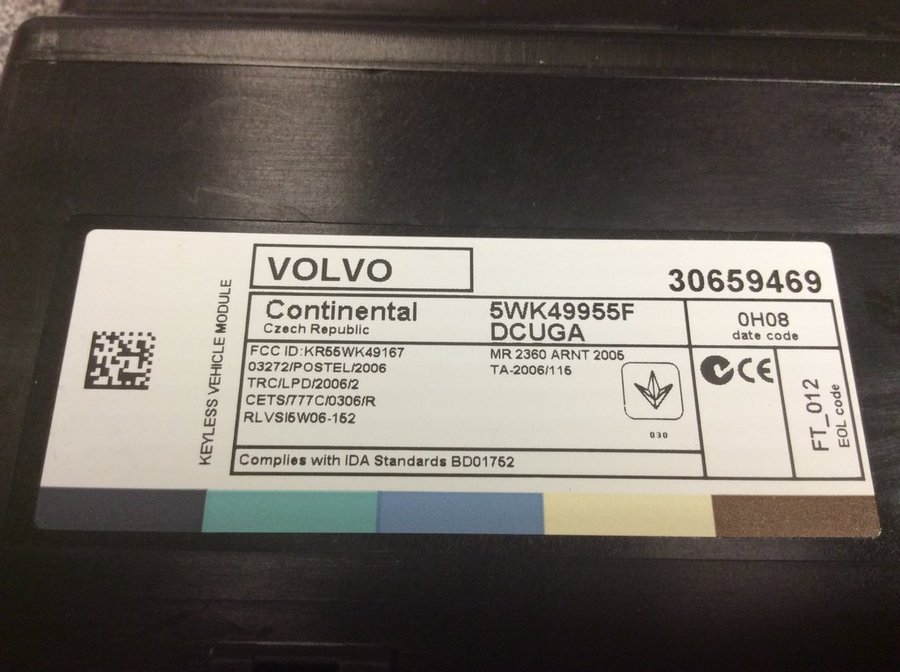 VOLVO
30659469
KEYLESS VEHICLE MODULE
Continental
Czech Republic
5WK49955F
DCUGA
0H08
date code
FCC ID:KR55WK49167
03272/POSTEL/2006
TRC/LPD/2006/2
CETS/777C/0306/R
RLVSI5W06-152
MR 2360 ARNT 2005
TA-2006/115
030
CE
FT_012
EOL code
Complies with IDA Standards BD01752